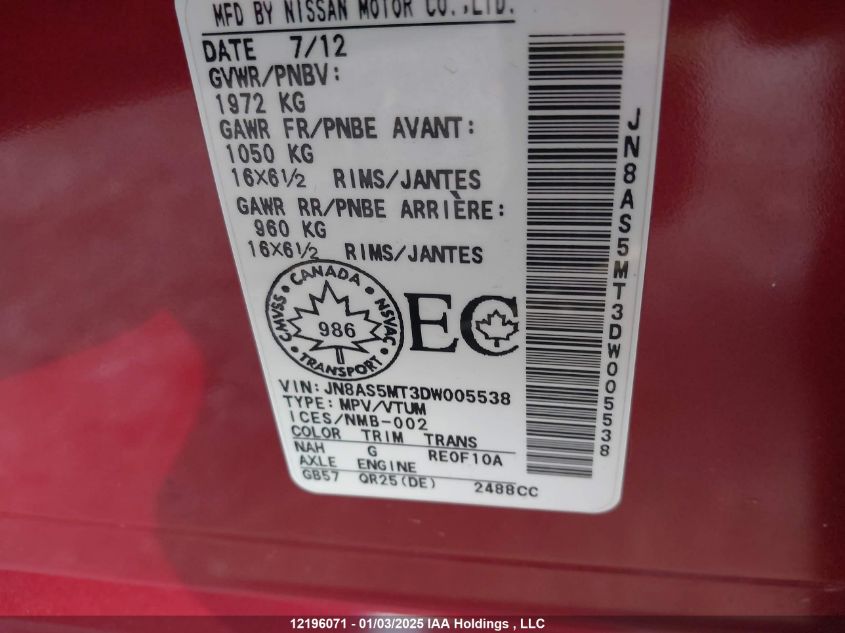 MFD BY NISSAN MOTOR CO.,LTD.
DATE 7/12
GVWR/PNBV:
1972 KG
GAWR FR/PNBE AVANT:
1050 KG
16X6½ RIMS/JANTES
GAWR RR/PNBE ARRIÈRE:
960 KG
16X6½ RIMS/JANTES
CANADA
CMVSS • NSVAC
986
TRANSPORT
EC
VIN: JN8AS5MT3DW005538
TYPE: MPV/VTUM
ICES/NMB-002
COLOR TRIM TRANS
NAH G RE0F10A
AXLE ENGINE
GB57 QR25(DE) 2488CC
JN8AS5MT3DW005538
12196071 - 01/03/2025 IAA Holdings , LLC